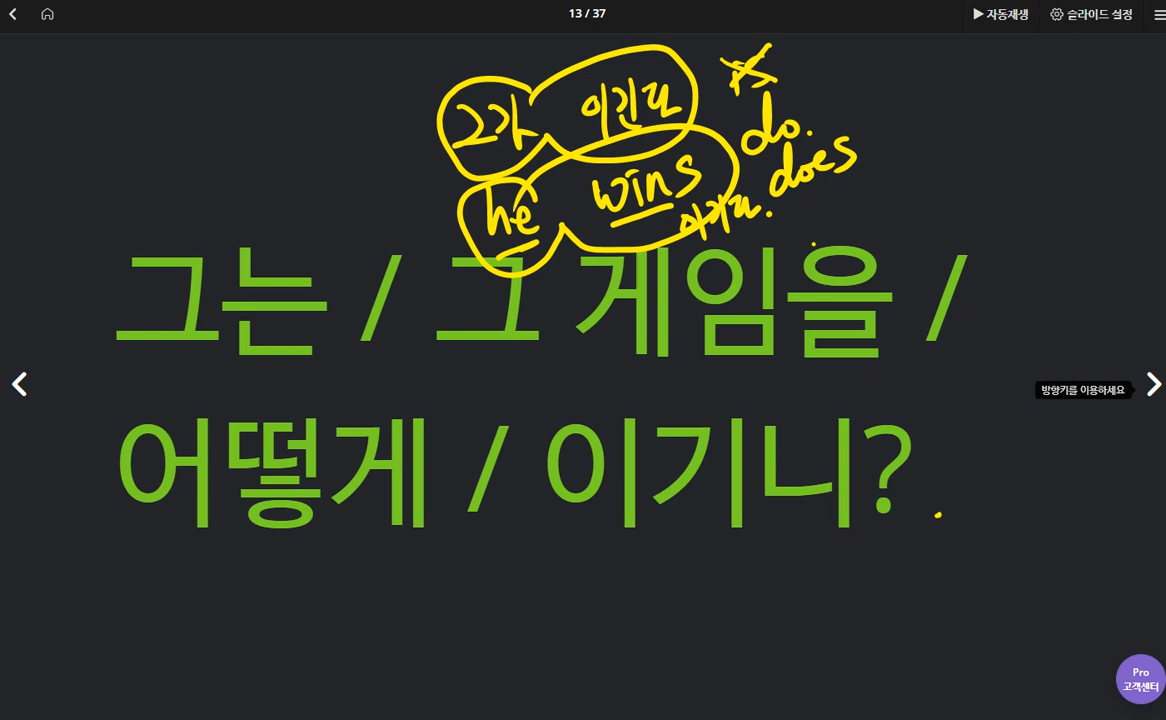 13 / 37
자동재생
슬라이드 설정
그가 이긴다
he wins
do.
does
그는 / 그 게임을 /
방향키를 이용하세요
어떻게 / 이기니?
Pro
고객센터